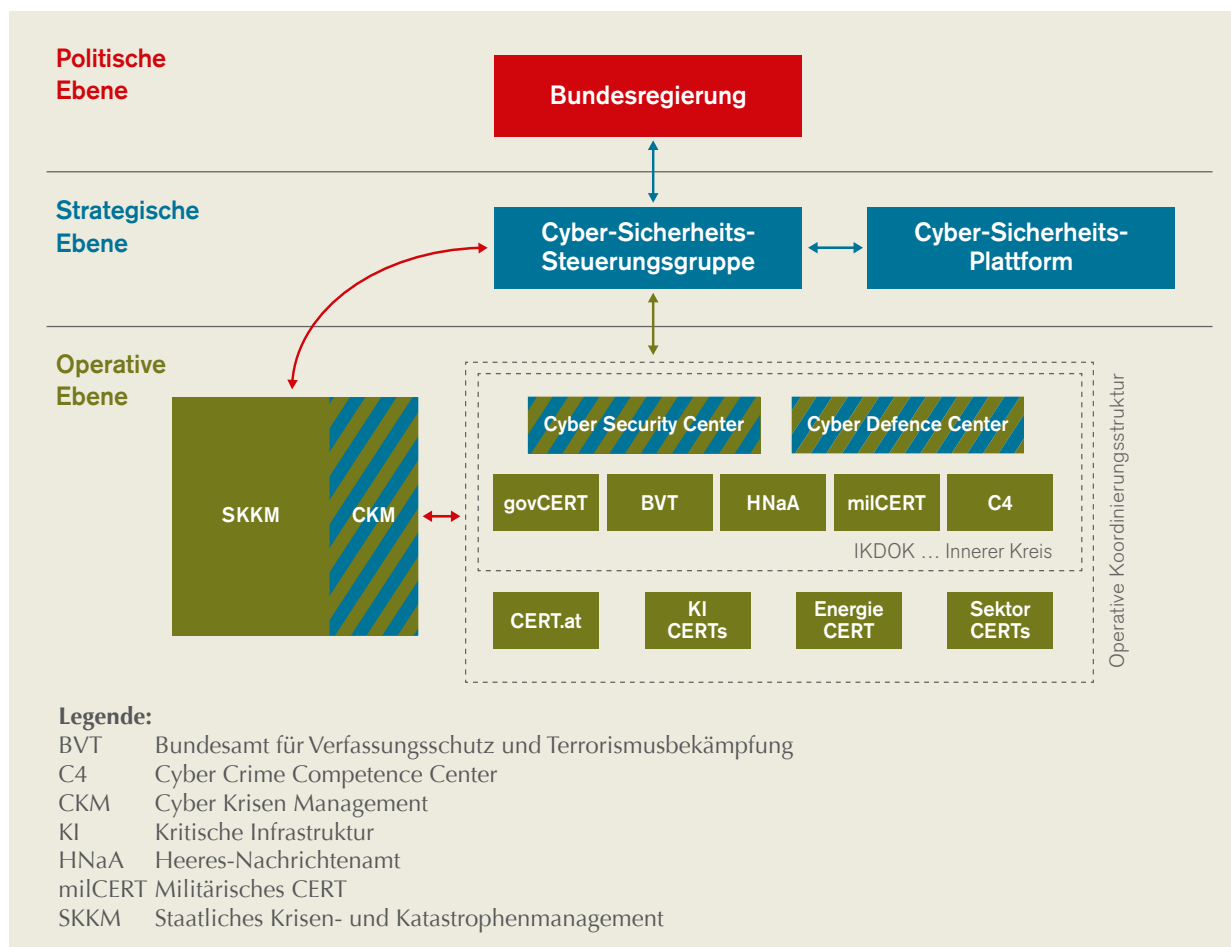 Politische
Ebene
Bundesregierung
Strategische
Ebene
Cyber-Sicherheits-
Steuerungsgruppe
Cyber-Sicherheits-
Plattform
Operative
Ebene
SKKM
CKM
Cyber Security Center
Cyber Defence Center
govCERT
BVT
HNaA
milCERT
C4
IKDOK … Innerer Kreis
CERT.at
KI
CERTs
Energie
CERT
Sektor
CERTs
Operative Koordinierungsstruktur
Legende:
BVT Bundesamt für Verfassungsschutz und Terrorismusbekämpfung
C4 Cyber Crime Competence Center
CKM Cyber Krisen Management
KI Kritische Infrastruktur
HNaA Heeres-Nachrichtenamt
milCERT Militärisches CERT
SKKM Staatliches Krisen- und Katastrophenmanagement